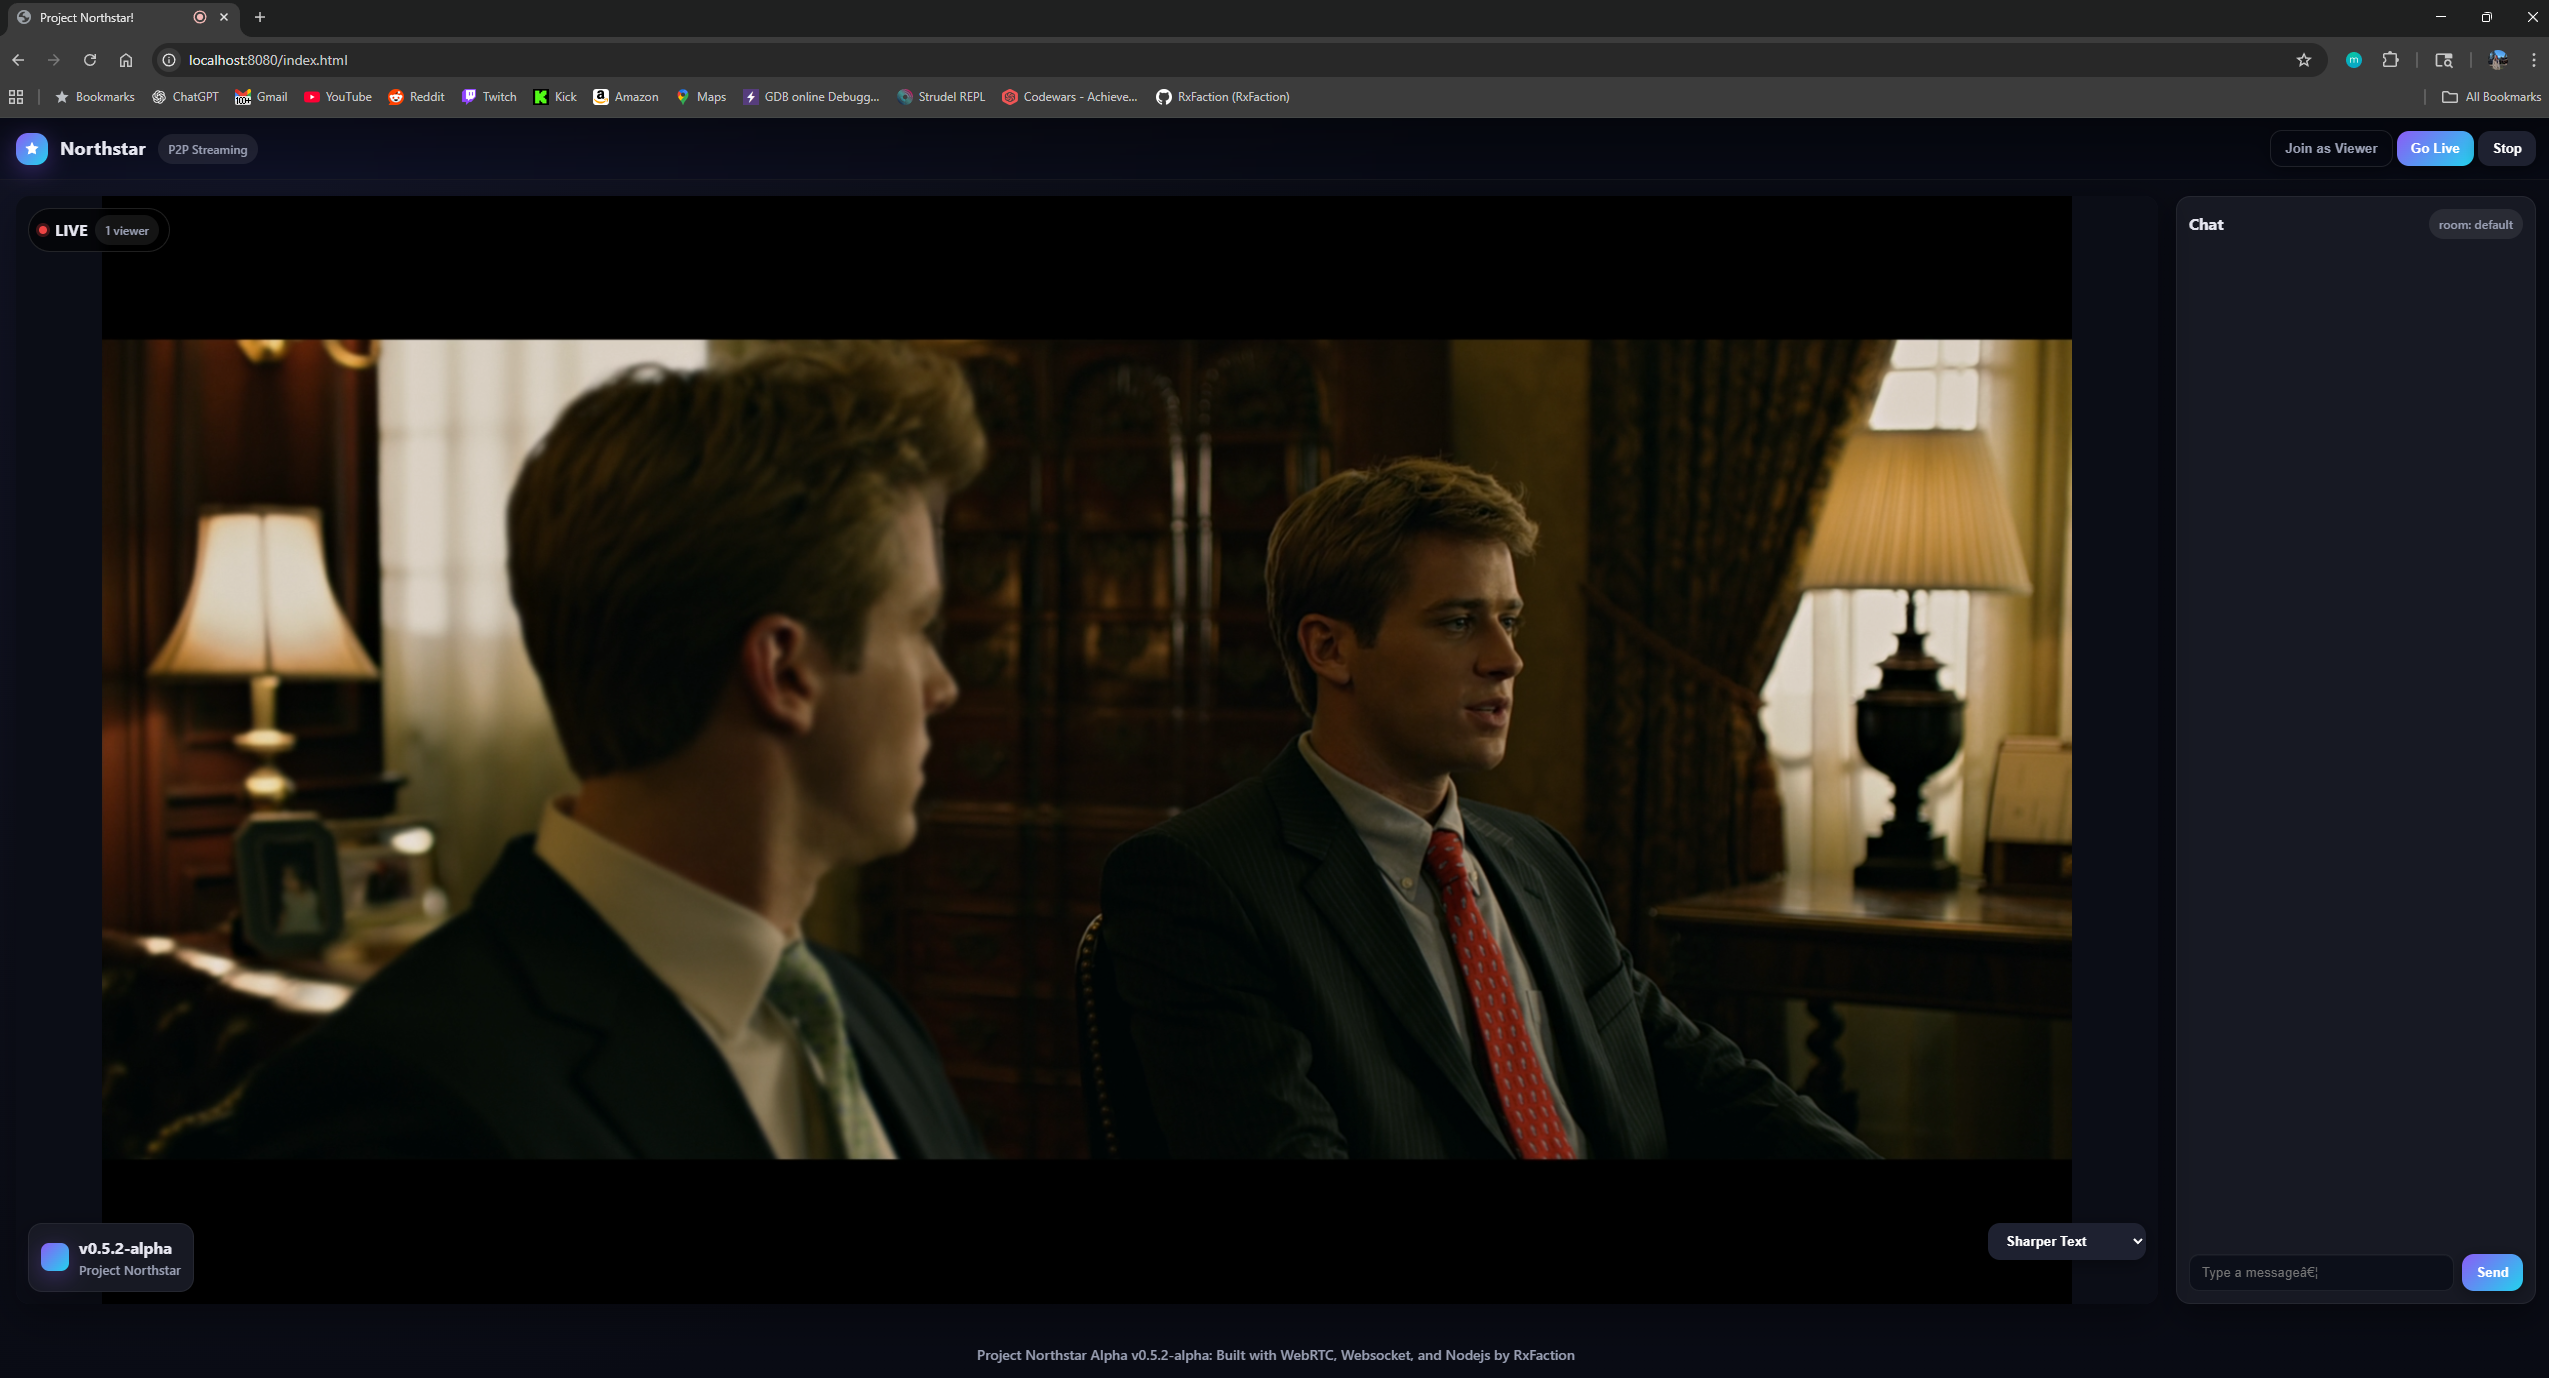 Project Northstar!
localhost:8080/index.html
Bookmarks
ChatGPT
Gmail
YouTube
Reddit
Twitch
Kick
Amazon
Maps
GDB online Debugg...
Strudel REPL
Codewars - Achieve...
RxFaction (RxFaction)
All Bookmarks
Northstar
P2P Streaming
Join as Viewer
Go Live
Stop
LIVE
1 viewer
Chat
room: default
v0.5.2-alpha
Project Northstar
Sharper Text
Type a messageâ€¦
Send
Project Northstar Alpha v0.5.2-alpha: Built with WebRTC, Websocket, and Nodejs by RxFaction